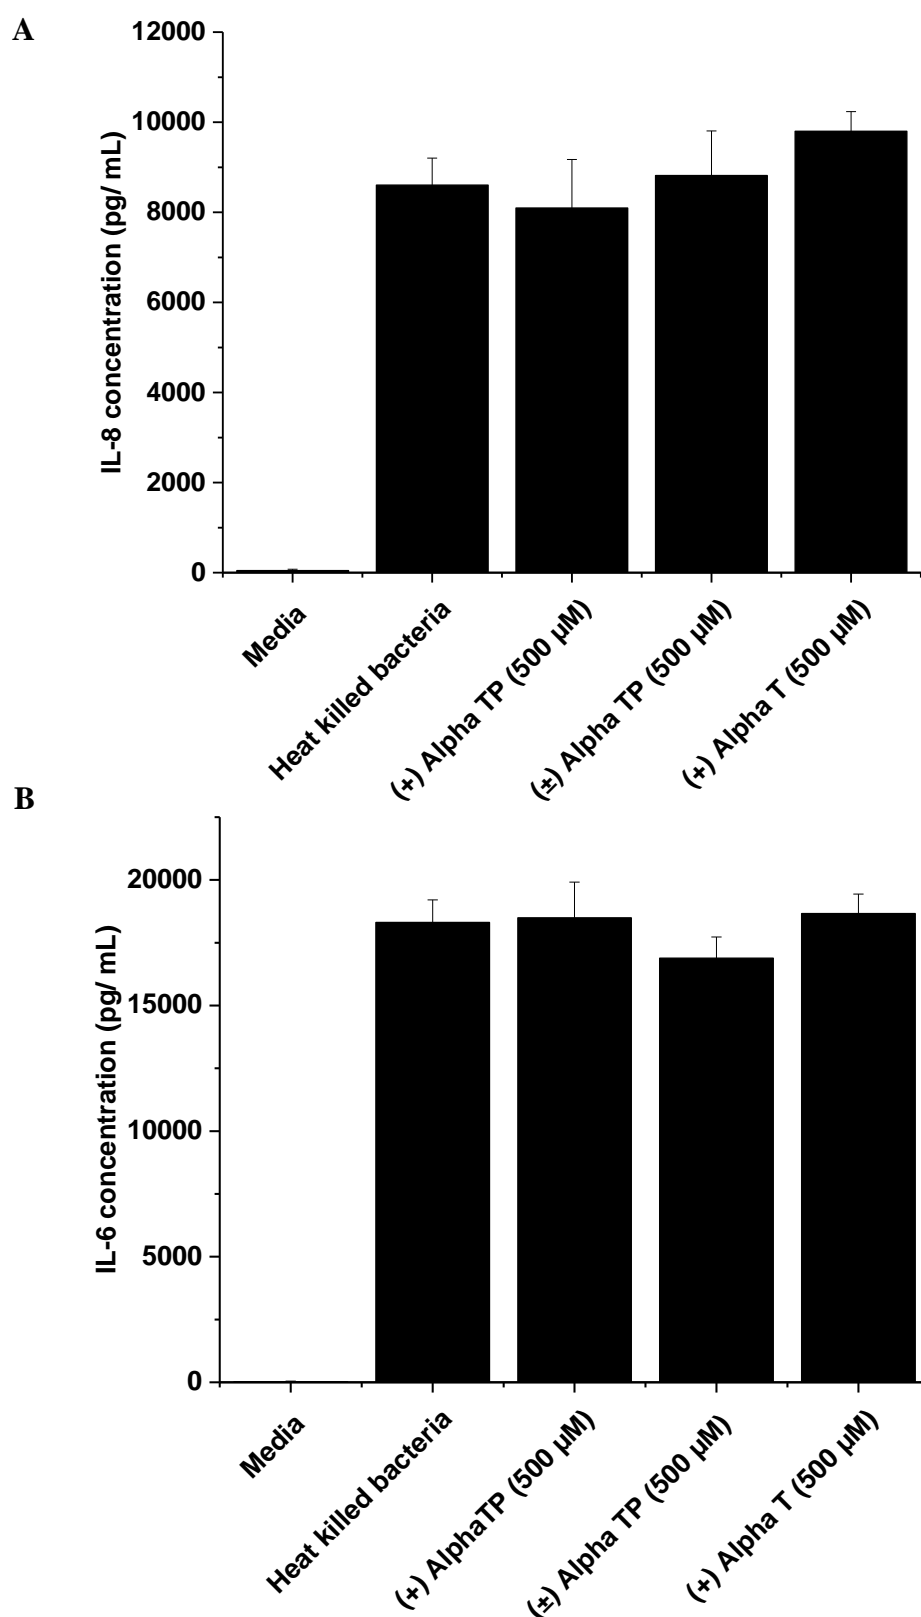 A
12000
10000
8000
6000
4000
2000
0
IL-8 concentration (pg/ mL)
Media
Heat killed bacteria
(+) Alpha TP (500 µM)
(±) Alpha TP (500 µM)
(+) Alpha T (500 µM)
B
20000
15000
10000
5000
0
IL-6 concentration (pg/ mL)
Media
Heat killed bacteria
(+) AlphaTP (500 µM)
(±) Alpha TP (500 µM)
(+) Alpha T (500 µM)